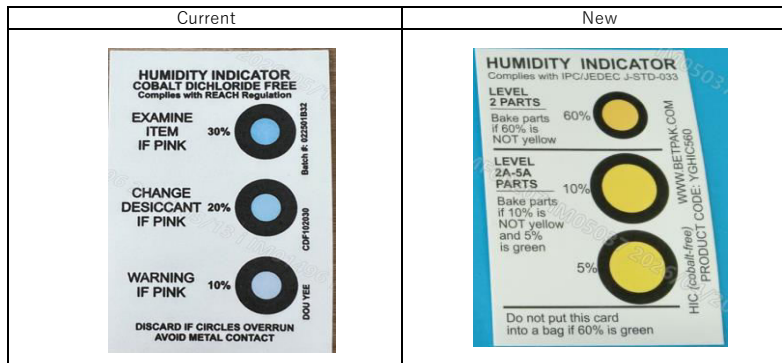 Current
New
HUMIDITY INDICATOR
COBALT DICHLORIDE FREE
Complies with REACH Regulation
EXAMINE
ITEM
IF PINK
30%
Batch #: 022501B32
CHANGE
DESICCANT
IF PINK
20%
CDF102030
WARNING
IF PINK
10%
DOU YEE
DISCARD IF CIRCLES OVERRUN
AVOID METAL CONTACT
HUMIDITY INDICATOR
Complies with IPC/JEDEC J-STD-033
LEVEL
2 PARTS
Bake parts
if 60% is
NOT yellow
60%
LEVEL
2A-5A
PARTS
Bake parts
if 10% is
NOT yellow
and 5%
is green
10%
5%
WWW.BETPAK.COM
PRODUCT CODE: YGHIC560
HIC (cobalt-free)
Do not put this card
into a bag if 60% is green